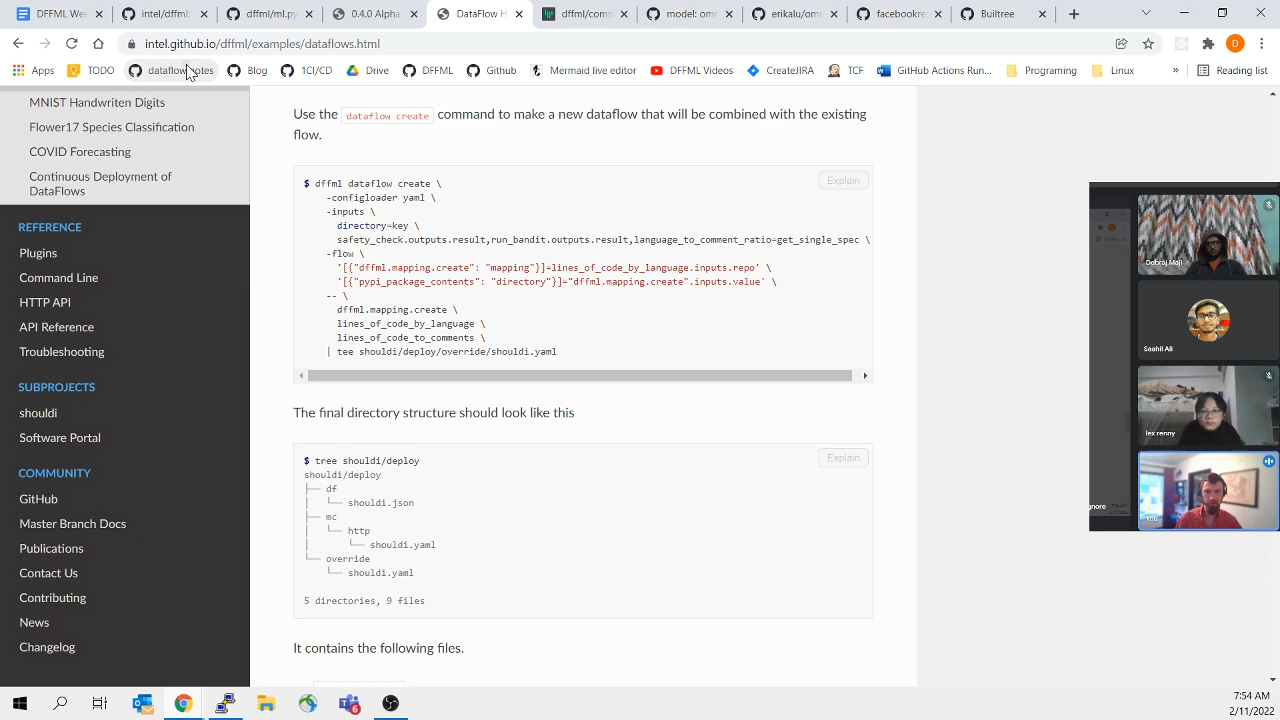 DFFML Wee
intel/dffml
dffml/ml.py
0.4.0 Alpha
DataFlow H
dffml/comm
model: omr
erikalu/omn
facebookre
Builtree
intel.github.io/dffml/examples/dataflows.html
D
Apps
TODO
dataflow notes
Blog
1CI/CD
Drive
DFFML
Github
Mermaid live editor
DFFML Videos
CreateJIRA
TCF
GitHub Actions Run...
Programing
Linux
»
Reading list
MNIST Handwriten Digits
Flower17 Species Classification
COVID Forecasting
Continuous Deployment of
DataFlows
REFERENCE
Plugins
Command Line
HTTP API
API Reference
Troubleshooting
SUBPROJECTS
shouldi
Software Portal
COMMUNITY
GitHub
Master Branch Docs
Publications
Contact Us
Contributing
News
Changelog
Use the dataflow create command to make a new dataflow that will be combined with the existing
flow.
Explain
$ dffml dataflow create \
-configloader yaml \
-inputs \
directory=key \
safety_check.outputs.result,run_bandit.outputs.result,language_to_comment_ratio=get_single_spec \
-flow \
'[{"dffml.mapping.create": "mapping"}]=lines_of_code_by_language.inputs.repo' \
'[{"pypi_package_contents": "directory"}]="dffml.mapping.create".inputs.value' \
-- \
dffml.mapping.create \
lines_of_code_by_language \
lines_of_code_to_comments \
| tee shouldi/deploy/override/shouldi.yaml
The final directory structure should look like this
Explain
$ tree shouldi/deploy
shouldi/deploy
├── df
│   └── shouldi.json
├── mc
│   └── http
│       └── shouldi.yaml
└── override
└── shouldi.yaml
5 directories, 9 files
It contains the following files.
Dobraj Maji
Saahil Ali
lex renny
You
gnore
6
7:54 AM
2/11/2022